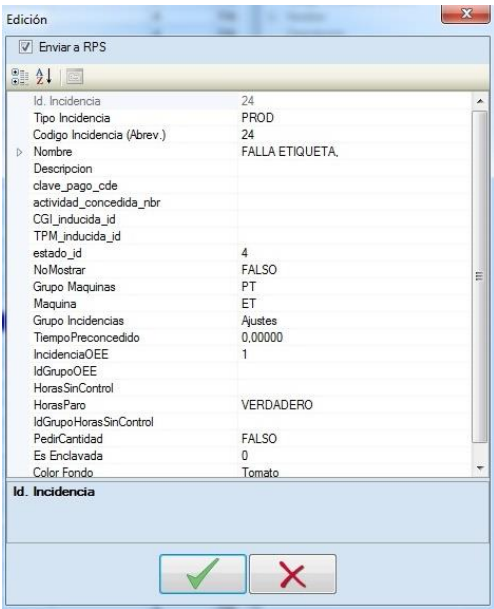 Edición
Enviar a RPS
Id. Incidencia 24
Tipo Incidencia PROD
Codigo Incidencia (Abrev.) 24
Nombre FALLA ETIQUETA,
Descripcion
clave_pago_cde
actividad_concedida_nbr
CGI_inducida_id
TPM_inducida_id
estado_id 4
NoMostrar FALSO
Grupo Maquinas PT
Maquina ET
Grupo Incidencias Ajustes
TiempoPreconcedido 0,00000
IncidenciaOEE 1
IdGrupoOEE
HorasSinControl
HorasParo VERDADERO
IdGrupoHorasSinControl
PedirCantidad FALSO
Es Enclavada 0
Color Fondo Tomato
Id. Incidencia